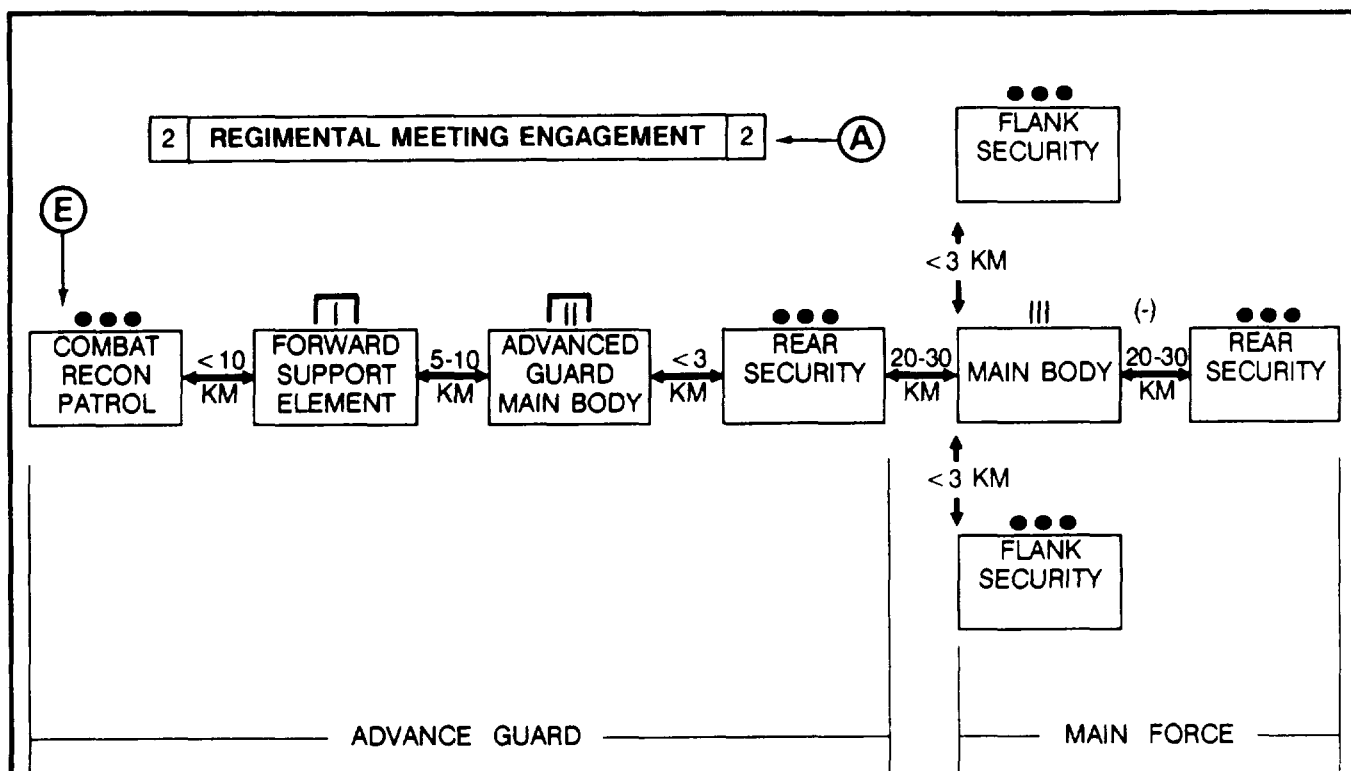 2 REGIMENTAL MEETING ENGAGEMENT 2
A
E
FLANK
SECURITY
<3 KM
COMBAT
RECON
PATROL
<10
KM
I
FORWARD
SUPPORT
ELEMENT
5-10
KM
II
ADVANCED
GUARD
MAIN BODY
<3
KM
REAR
SECURITY
20-30
KM
III
(-)
MAIN BODY
20-30
KM
REAR
SECURITY
<3 KM
FLANK
SECURITY
ADVANCE GUARD
MAIN FORCE